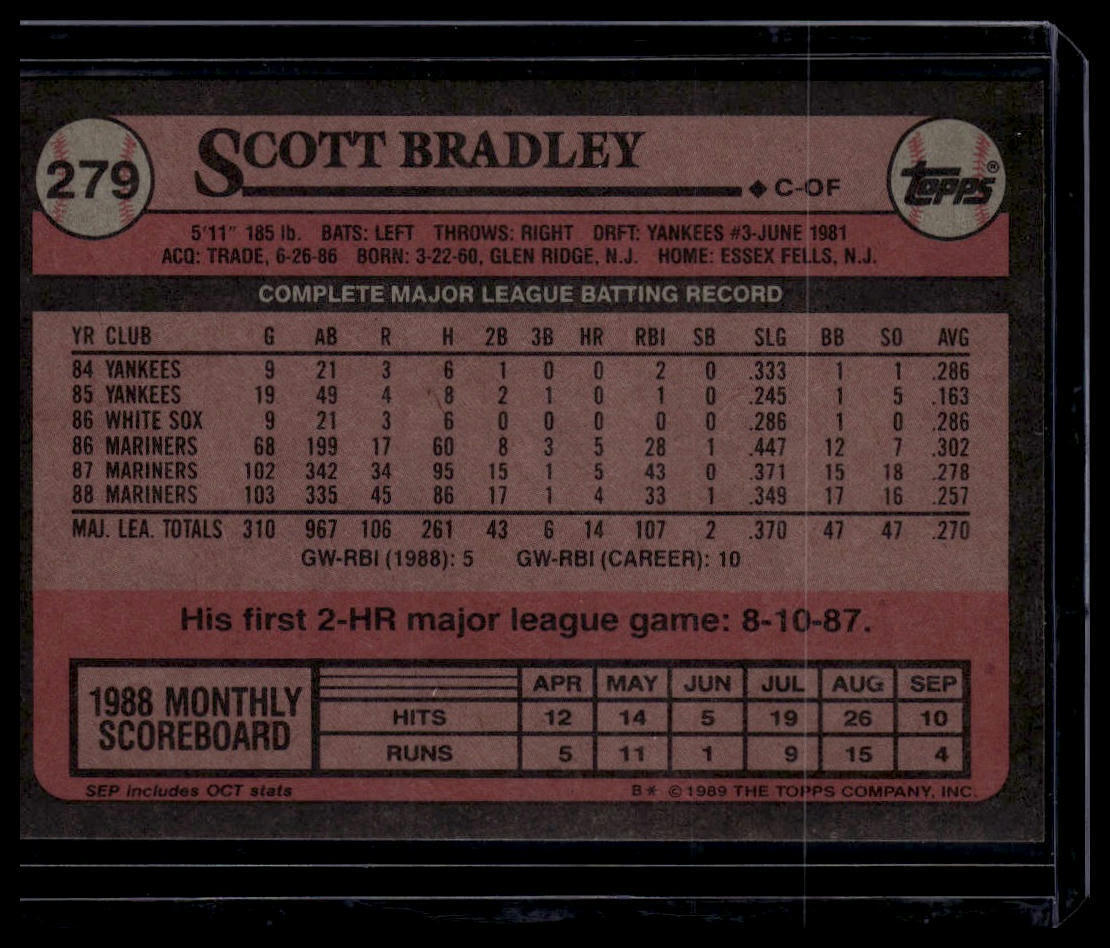 279
SCOTT BRADLEY
C-OF
topps®
5'11" 185 lb. BATS: LEFT THROWS: RIGHT DRFT: YANKEES #3-JUNE 1981
ACQ: TRADE, 6-26-86 BORN: 3-22-60, GLEN RIDGE, N.J. HOME: ESSEX FELLS, N.J.
COMPLETE MAJOR LEAGUE BATTING RECORD
YR CLUB G AB R H 2B 3B HR RBI SB SLG BB SO AVG
84 YANKEES 9 21 3 6 1 0 0 2 0 .333 1 1 .286
85 YANKEES 19 49 4 8 2 1 0 1 0 .245 1 5 .163
86 WHITE SOX 9 21 3 6 0 0 0 0 0 .286 1 0 .286
86 MARINERS 68 199 17 60 8 3 5 28 1 .447 12 7 .302
87 MARINERS 102 342 34 95 15 1 5 43 0 .371 15 18 .278
88 MARINERS 103 335 45 86 17 1 4 33 1 .349 17 16 .257
MAJ. LEA. TOTALS 310 967 106 261 43 6 14 107 2 .370 47 47 .270
GW-RBI (1988): 5 GW-RBI (CAREER): 10
His first 2-HR major league game: 8-10-87.
1988 MONTHLY
SCOREBOARD
APR MAY JUN JUL AUG SEP
HITS 12 14 5 19 26 10
RUNS 5 11 1 9 15 4
SEP includes OCT stats
B* ©1989 THE TOPPS COMPANY, INC.